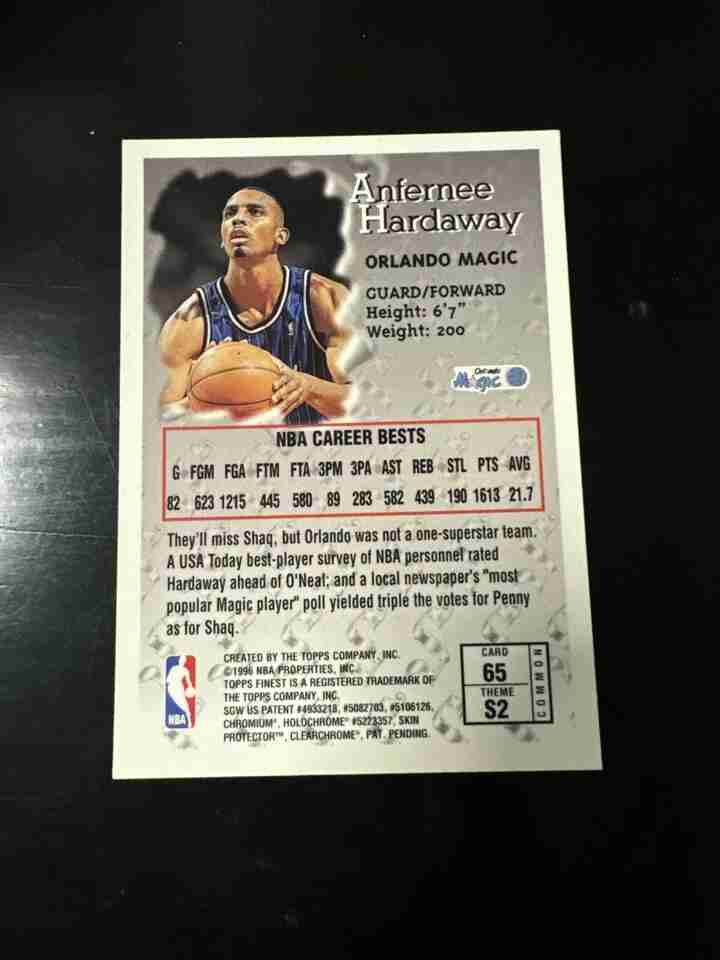 Anfernee
Hardaway
ORLANDO MAGIC
GUARD/FORWARD
Height: 6'7"
Weight: 200
Orlando
Magic
NBA CAREER BESTS
G FGM FGA FTM FTA 3PM 3PA AST REB STL PTS AVG
82 623 1215 445 580 89 283 582 439 190 1613 21.7
They'll miss Shaq, but Orlando was not a one-superstar team.
A USA Today best-player survey of NBA personnel rated
Hardaway ahead of O'Neal; and a local newspaper's "most
popular Magic player" poll yielded triple the votes for Penny
as for Shaq.
CREATED BY THE TOPPS COMPANY, INC.
©1996 NBA PROPERTIES, INC.
TOPPS FINEST IS A REGISTERED TRADEMARK OF
THE TOPPS COMPANY, INC.
SGW US PATENT #4933218, #5082703, #5106126,
CHROMIUM®, HOLOCHROME® #5223357, SKIN
PROTECTOR™, CLEARCHROME®, PAT. PENDING.
NBA
CARD
65
THEME
S2
COMMON